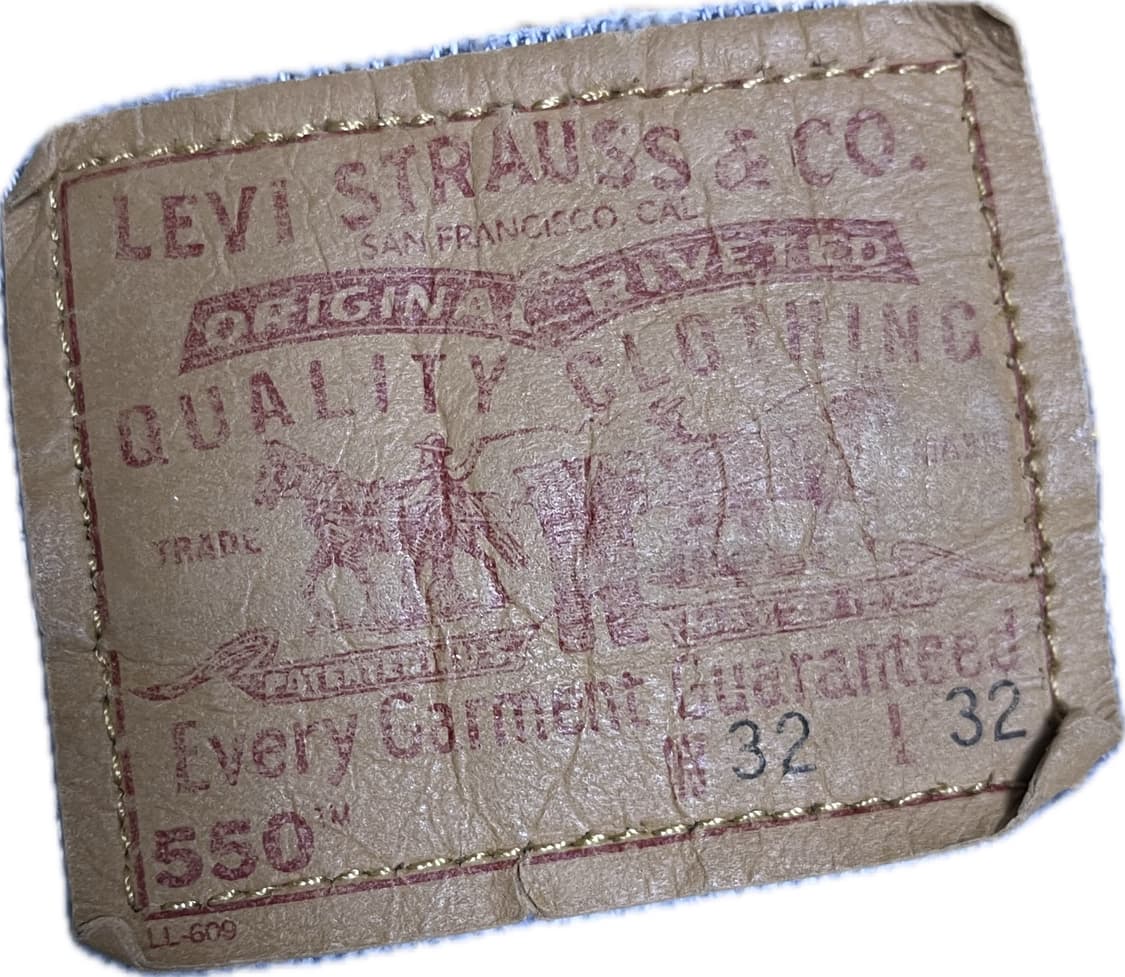 LEVI STRAUSS & CO.
SAN FRANCISCO, CAL
ORIGINAL RIVETED
QUALITY CLOTHING
TRADE MARK
PATENTED
Every Garment Guaranteed
W 32 L 32
550™
LL-609